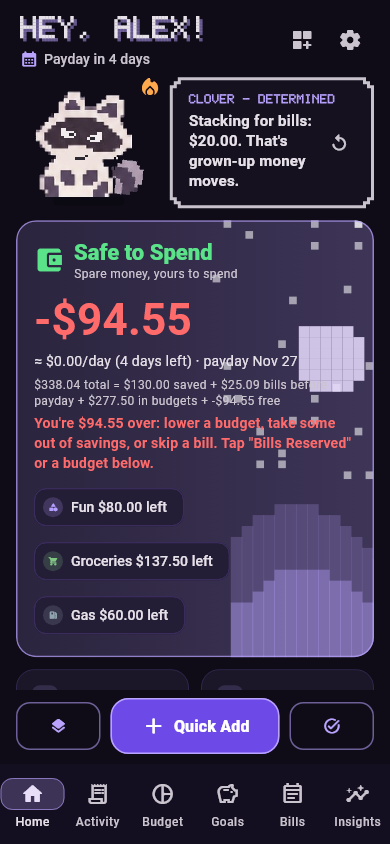 HEY, ALEX!
Payday in 4 days
CLOVER – DETERMINED
Stacking for bills:
$20.00. That's
grown-up money
moves.
Safe to Spend
Spare money, yours to spend
-$94.55
≈ $0.00/day (4 days left) · payday Nov 27
$338.04 total = $130.00 saved + $25.09 bills before
payday + $277.50 in budgets + -$94.55 free
You're $94.55 over: lower a budget, take some
out of savings, or skip a bill. Tap "Bills Reserved"
or a budget below.
Fun $80.00 left
Groceries $137.50 left
Gas $60.00 left
Quick Add
Home
Activity
Budget
Goals
Bills
Insights